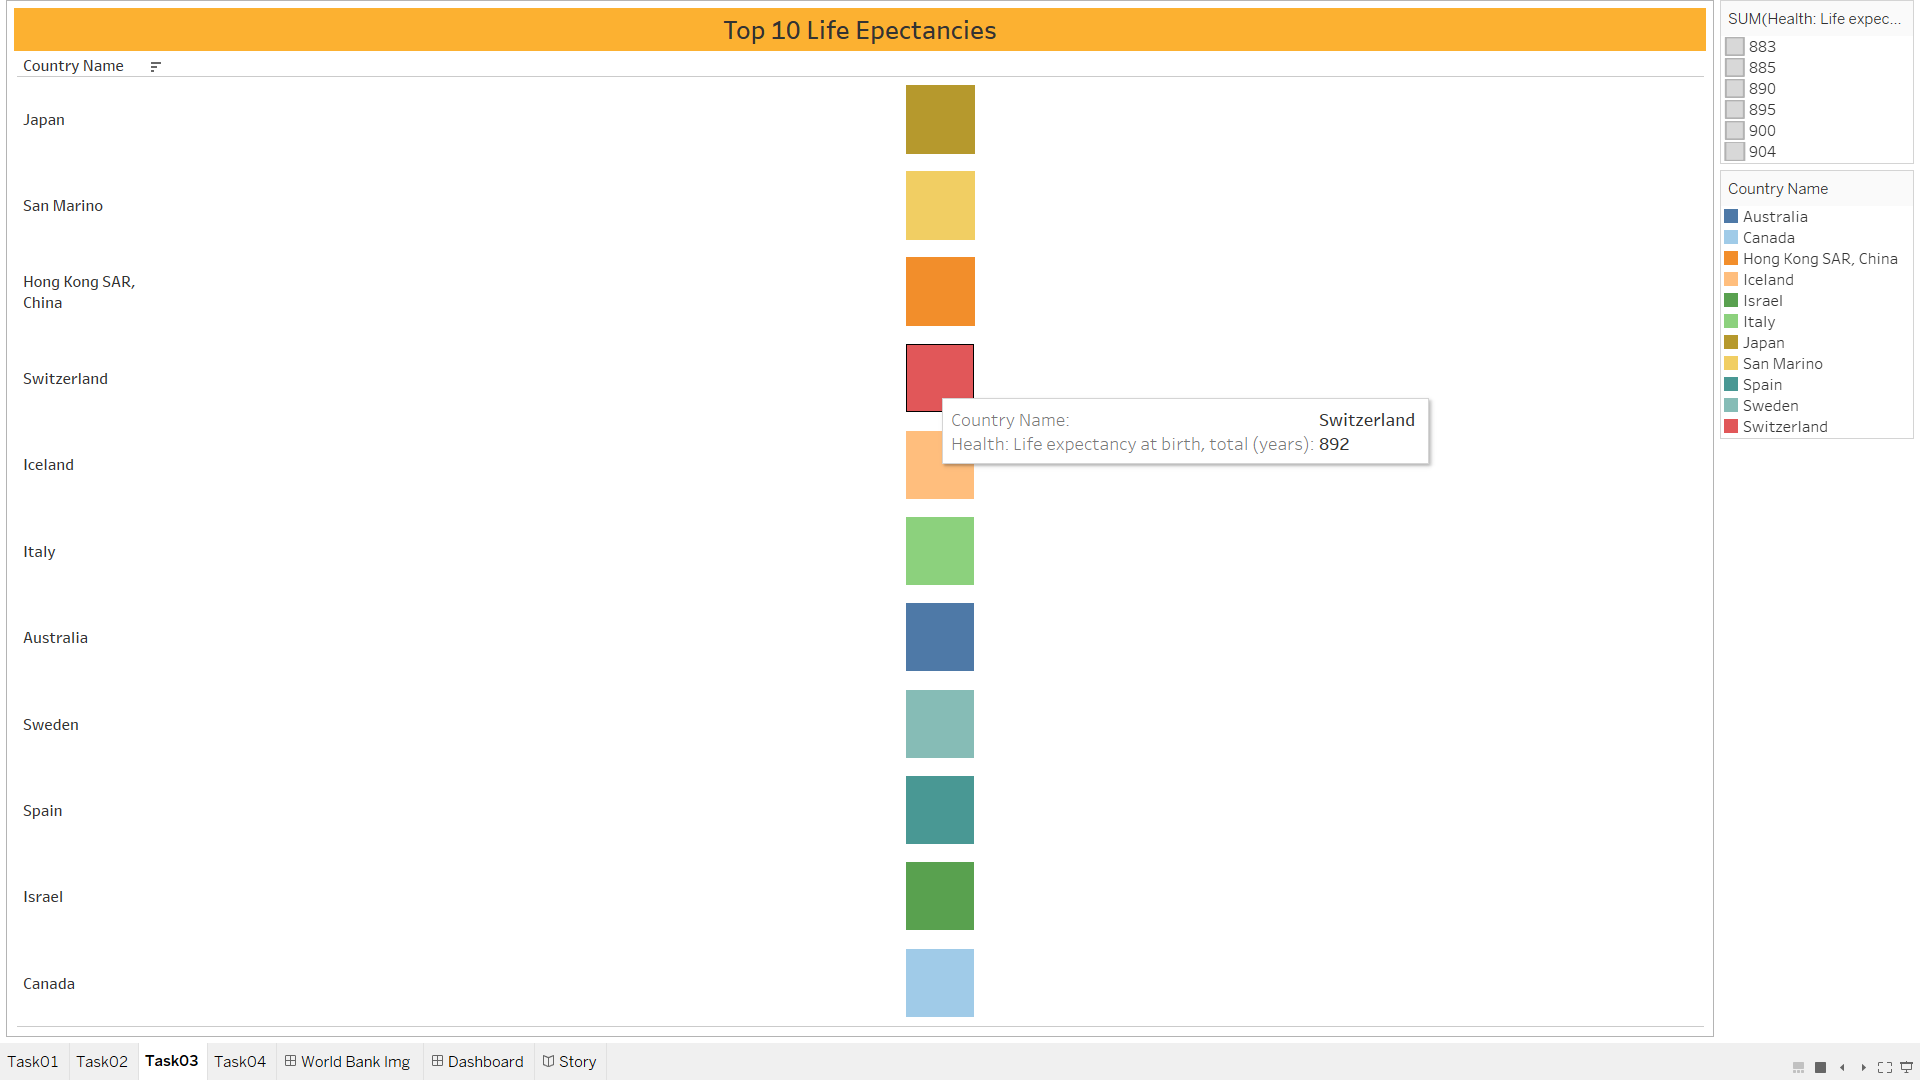 Top 10 Life Epectancies
Country Name
Japan
San Marino
Hong Kong SAR,
China
Switzerland
Country Name: Switzerland
Health: Life expectancy at birth, total (years): 892
Iceland
Italy
Australia
Sweden
Spain
Israel
Canada
SUM(Health: Life expec...
883
885
890
895
900
904
Country Name
Australia
Canada
Hong Kong SAR, China
Iceland
Israel
Italy
Japan
San Marino
Spain
Sweden
Switzerland
Task01 Task02 Task03 Task04 World Bank Img Dashboard Story